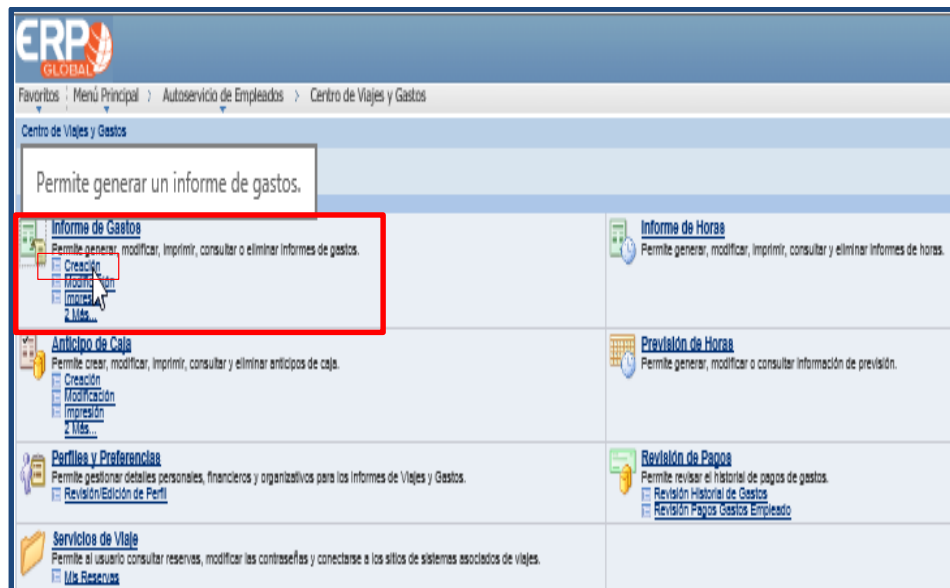 ERP
GLOBAL
Favoritos Menú Principal > Autoservicio de Empleados > Centro de Viajes y Gastos
Centro de Viajes y Gastos
Permite generar un informe de gastos.
Informe de Gastos
Permite generar, modificar, imprimir, consultar o eliminar informes de gastos.
Creación
Modificación
Impresión
2 Más...
Informe de Horas
Permite generar, modificar, imprimir, consultar y eliminar informes de horas.
Anticipo de Caja
Permite crear, modificar, imprimir, consultar y eliminar anticipos de caja.
Creación
Modificación
Impresión
2 Más...
Previsión de Horas
Permite generar, modificar o consultar información de previsión.
Perfiles y Preferencias
Permite gestionar detalles personales, financieros y organizativos para los informes de Viajes y Gastos.
Revisión/Edición de Perfil
Revisión de Pagos
Permite revisar el historial de pagos de gastos.
Revisión Historial de Gastos
Revisión Pagos Gastos Empleado
Servicios de Viaje
Permite al usuario consultar reservas, modificar las contraseñas y conectarse a los sitios de sistemas asociados de viajes.
Mis Reservas